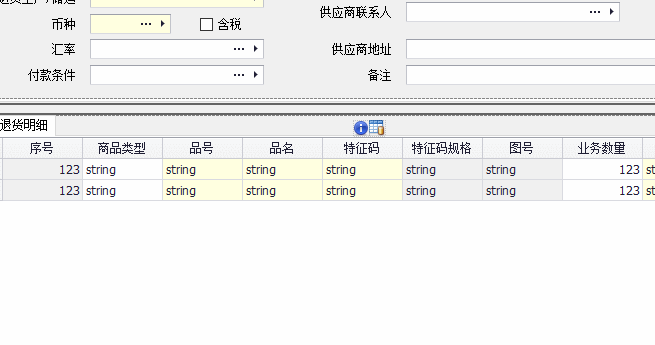 供应商联系人
币种 ··· 含税
汇率 ··· 供应商地址
付款条件 ··· 备注
退货明细
序号 商品类型 品号 品名 特征码 特征码规格 图号 业务数量
123 string string string string string string 123 st
123 string string string string string string 123 st